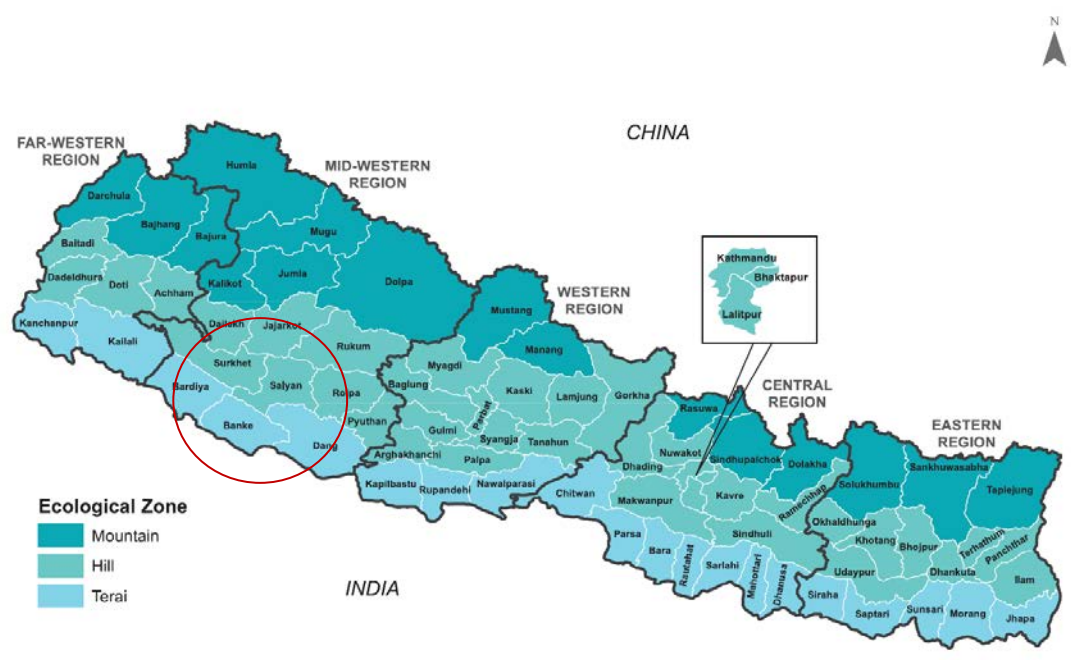 N
CHINA
FAR-WESTERN
REGION
MID-WESTERN
REGION
Humla
Darchula
Bajhang
Bajura
Mugu
Baitadi
Jumla
Dolpa
Kalikot
Dadeldhura
Doti
Achham
Kanchanpur
Kailali
Dailekh
Jajarkot
Rukum
Surkhet
Salyan
Rolpa
Bardiya
Banke
Dang
Pyuthan
WESTERN
REGION
Mustang
Manang
Myagdi
Baglung
Parbat
Kaski
Lamjung
Gorkha
Gulmi
Syangja
Tanahun
Arghakhanchi
Palpa
Kapilbastu
Rupandehi
Nawalparasi
Kathmandu
Bhaktapur
Lalitpur
CENTRAL
REGION
Rasuwa
Nuwakot
Sindhupalchok
Dolakha
Dhading
Kavre
Ramechhap
Chitwan
Makwanpur
Sindhuli
Parsa
Bara
Rautahat
Sarlahi
Mahottari
Dhanusa
EASTERN
REGION
Sankhuwasabha
Solukhumbu
Taplejung
Okhaldhunga
Khotang
Bhojpur
Terhathum
Panchthar
Udaypur
Dhankuta
Ilam
Siraha
Saptari
Sunsari
Morang
Jhapa
Ecological Zone
Mountain
Hill
Terai
INDIA